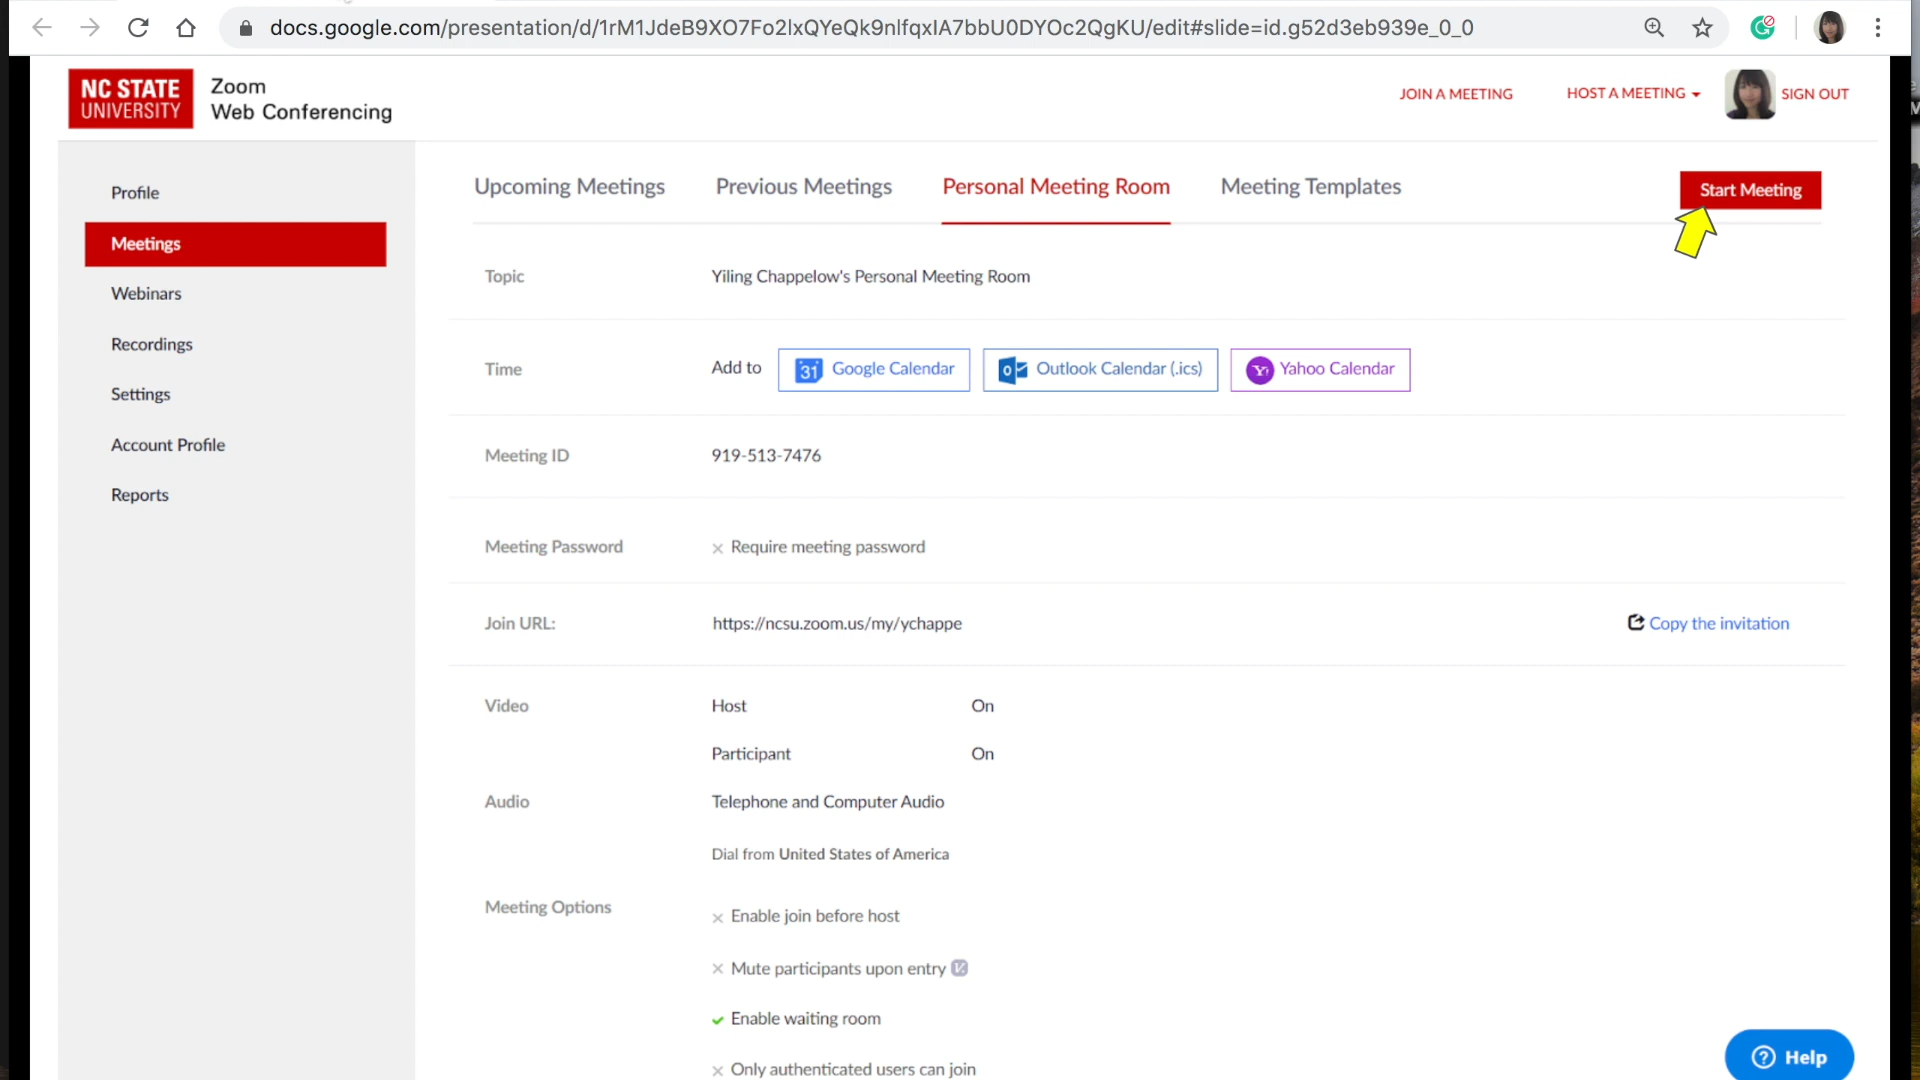 docs.google.com/presentation/d/1rM1JdeB9XO7Fo2lxQYeQk9nlfqxIA7bbU0DYOc2QgKU/edit#slide=id.g52d3eb939e_0_0
NC STATE
UNIVERSITY
Zoom
Web Conferencing
JOIN A MEETING
HOST A MEETING
SIGN OUT
Profile
Meetings
Webinars
Recordings
Settings
Account Profile
Reports
Upcoming Meetings
Previous Meetings
Personal Meeting Room
Meeting Templates
Start Meeting
Topic
Yiling Chappelow's Personal Meeting Room
Time
Add to
31 Google Calendar
Outlook Calendar (.ics)
Yahoo Calendar
Meeting ID
919-513-7476
Meeting Password
Require meeting password
Join URL:
https://ncsu.zoom.us/my/ychappe
Copy the invitation
Video
Host
On
Participant
On
Audio
Telephone and Computer Audio
Dial from United States of America
Meeting Options
Enable join before host
Mute participants upon entry
Enable waiting room
Only authenticated users can join
Help